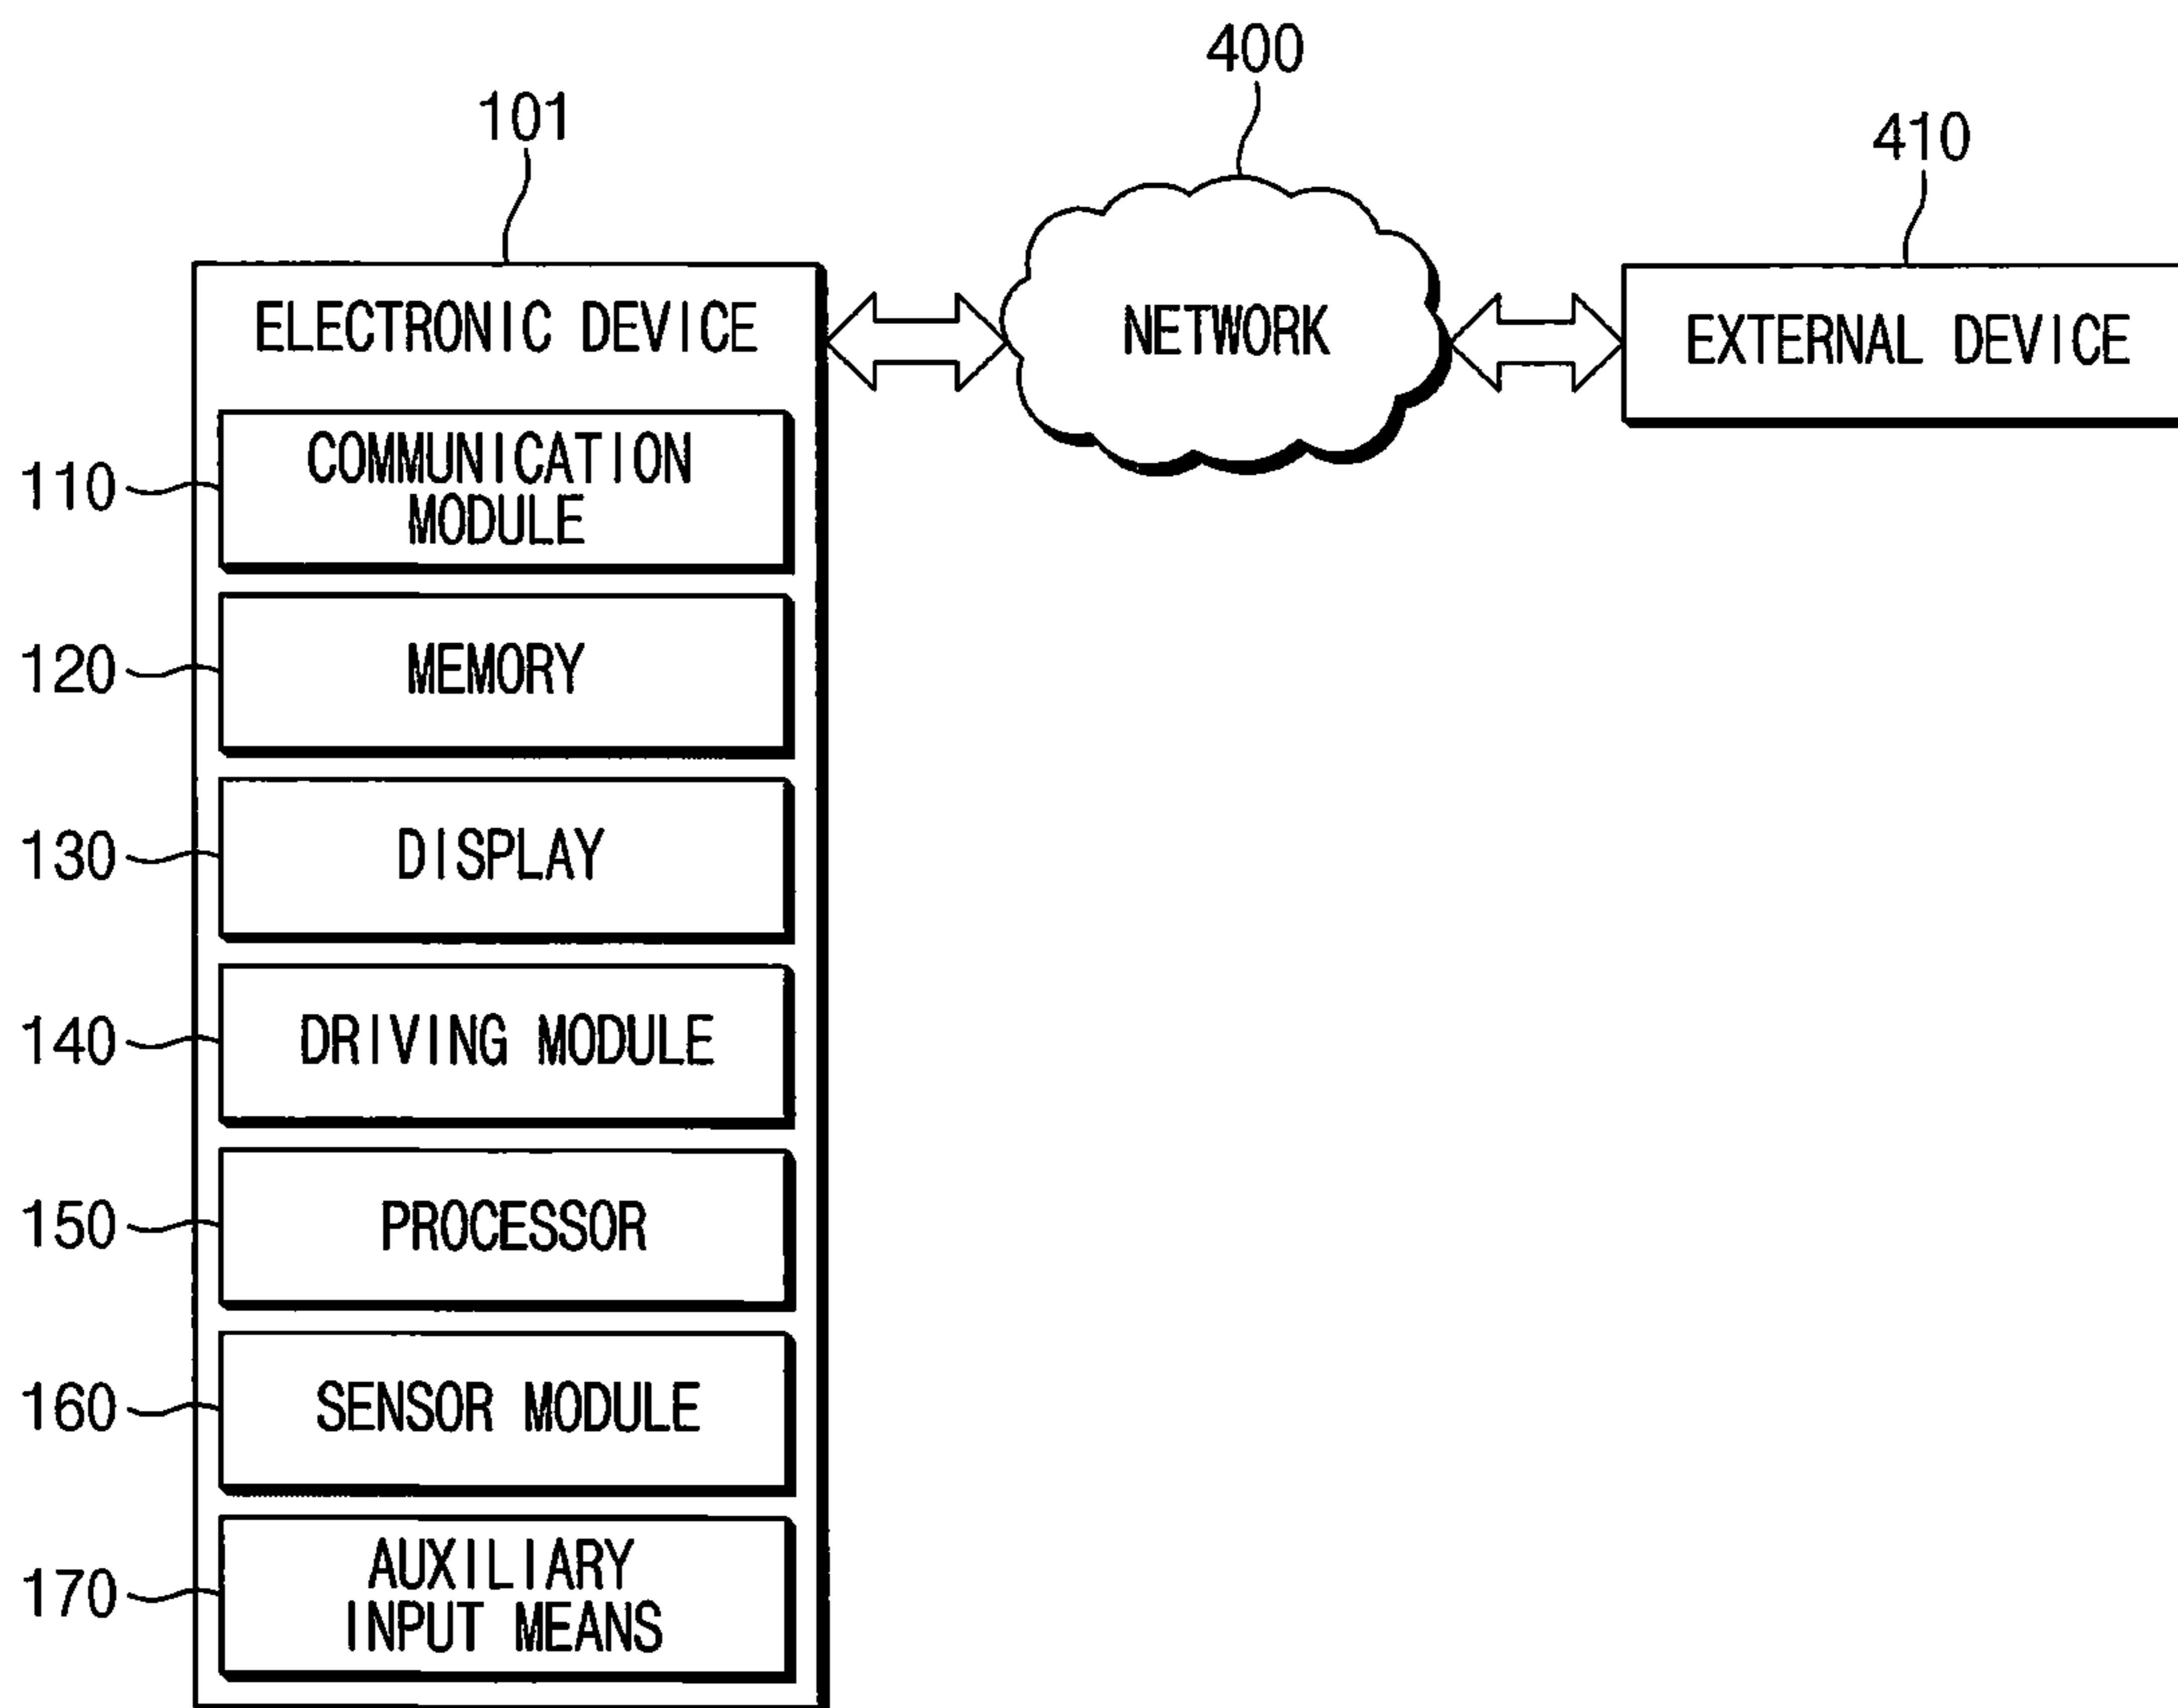 400
101
410
ELECTRONIC DEVICE
NETWORK
EXTERNAL DEVICE
110
COMMUNICATION
MODULE
120
MEMORY
130
DISPLAY
140
DRIVING MODULE
150
PROCESSOR
160
SENSOR MODULE
170
AUXILIARY
INPUT MEANS